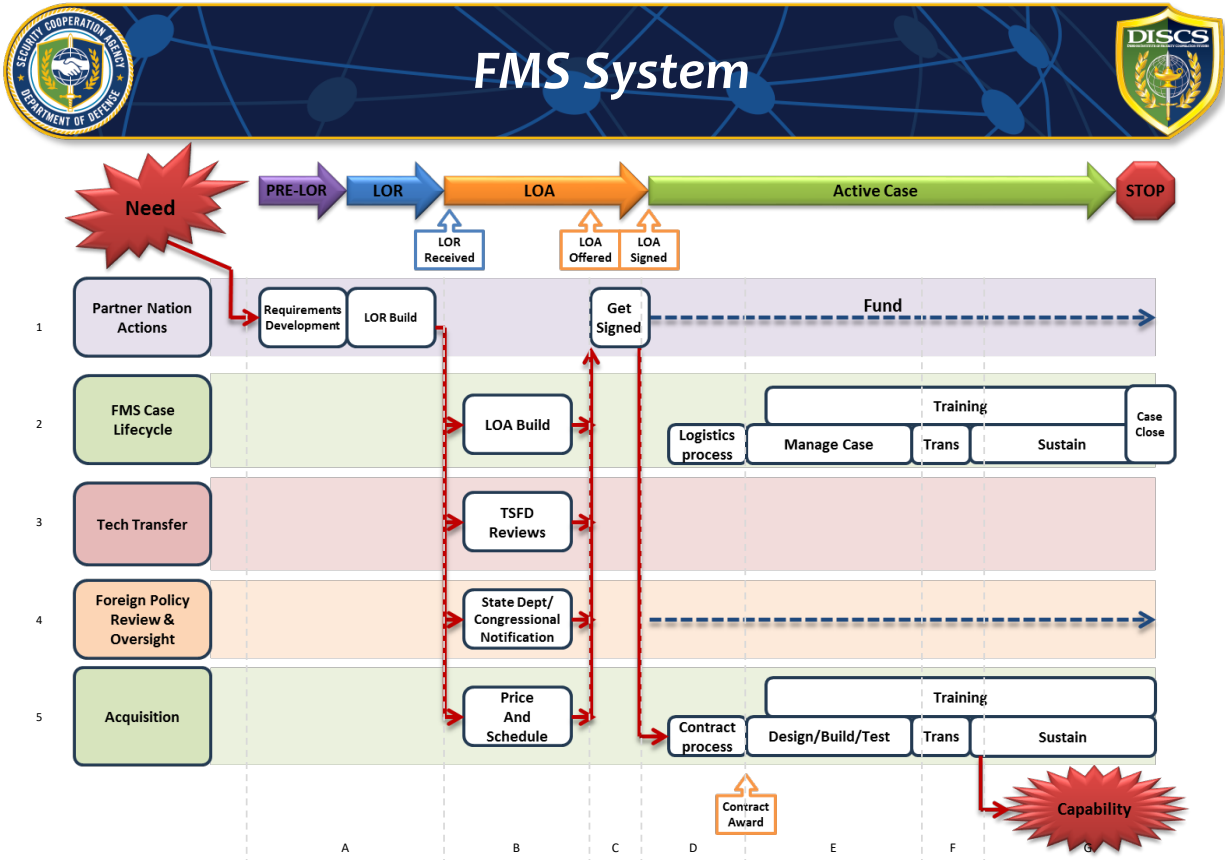 SECURITY COOPERATION AGENCY
DEPARTMENT OF DEFENSE
FMS System
DISCS
Need
PRE-LOR
LOR
LOA
Active Case
STOP
LOR
Received
LOA
Offered
LOA
Signed
1
Partner Nation
Actions
Requirements
Development
LOR Build
Get
Signed
Fund
2
FMS Case
Lifecycle
LOA Build
Logistics
process
Training
Manage Case
Trans
Sustain
Case
Close
3
Tech Transfer
TSFD
Reviews
4
Foreign Policy
Review &
Oversight
State Dept/
Congressional
Notification
5
Acquisition
Price
And
Schedule
Contract
process
Training
Design/Build/Test
Trans
Sustain
Contract
Award
Capability
A
B
C
D
E
F
G